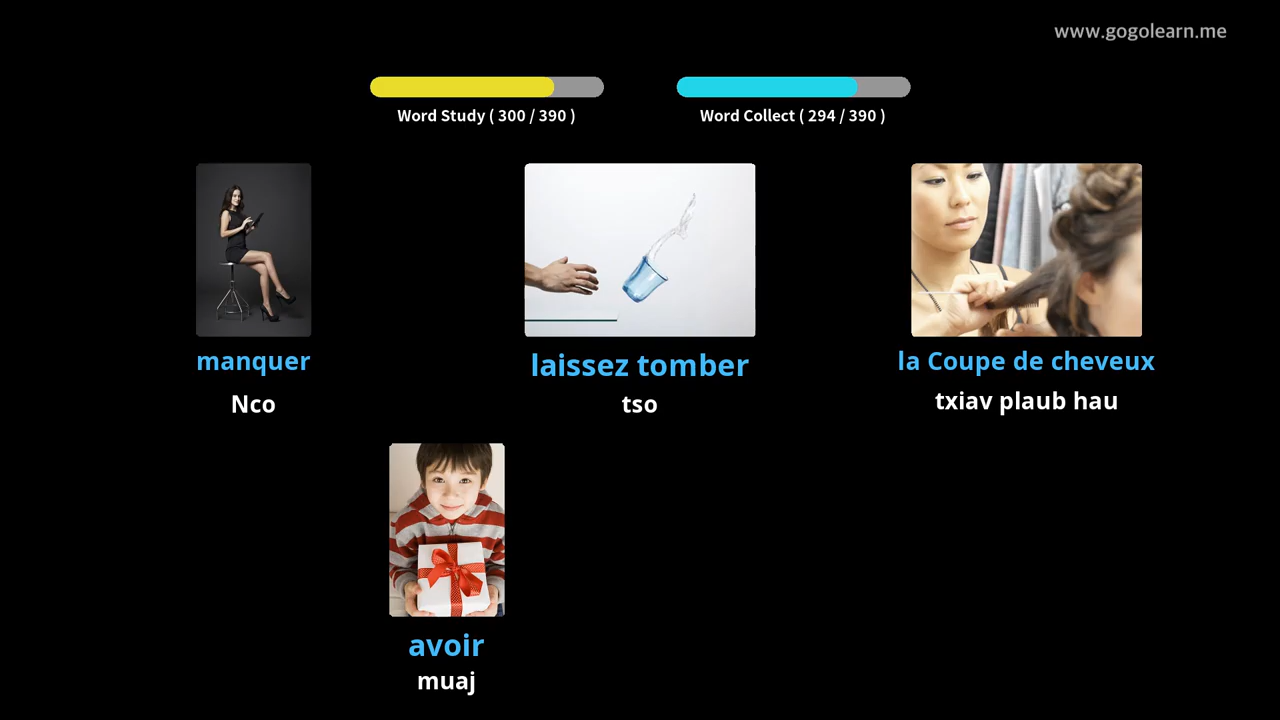 www.gogolearn.me
Word Study ( 300 / 390 )
Word Collect ( 294 / 390 )
manquer
Nco
laissez tomber
tso
la Coupe de cheveux
txiav plaub hau
avoir
muaj